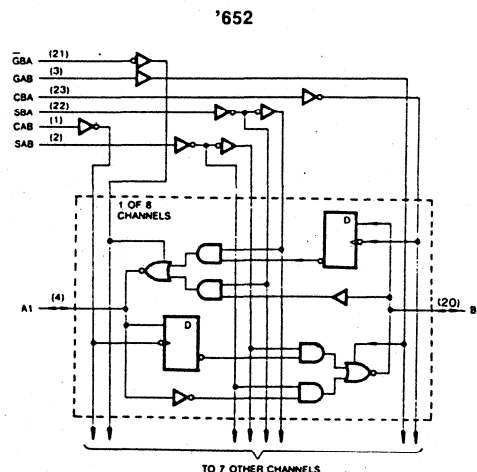 '652
G̅BA (21)
GAB (3)
CBA (23)
SBA (22)
CAB (1)
SAB (2)
1 OF 8
CHANNELS
D
A1 (4)
(20) B
D
TO 7 OTHER CHANNELS